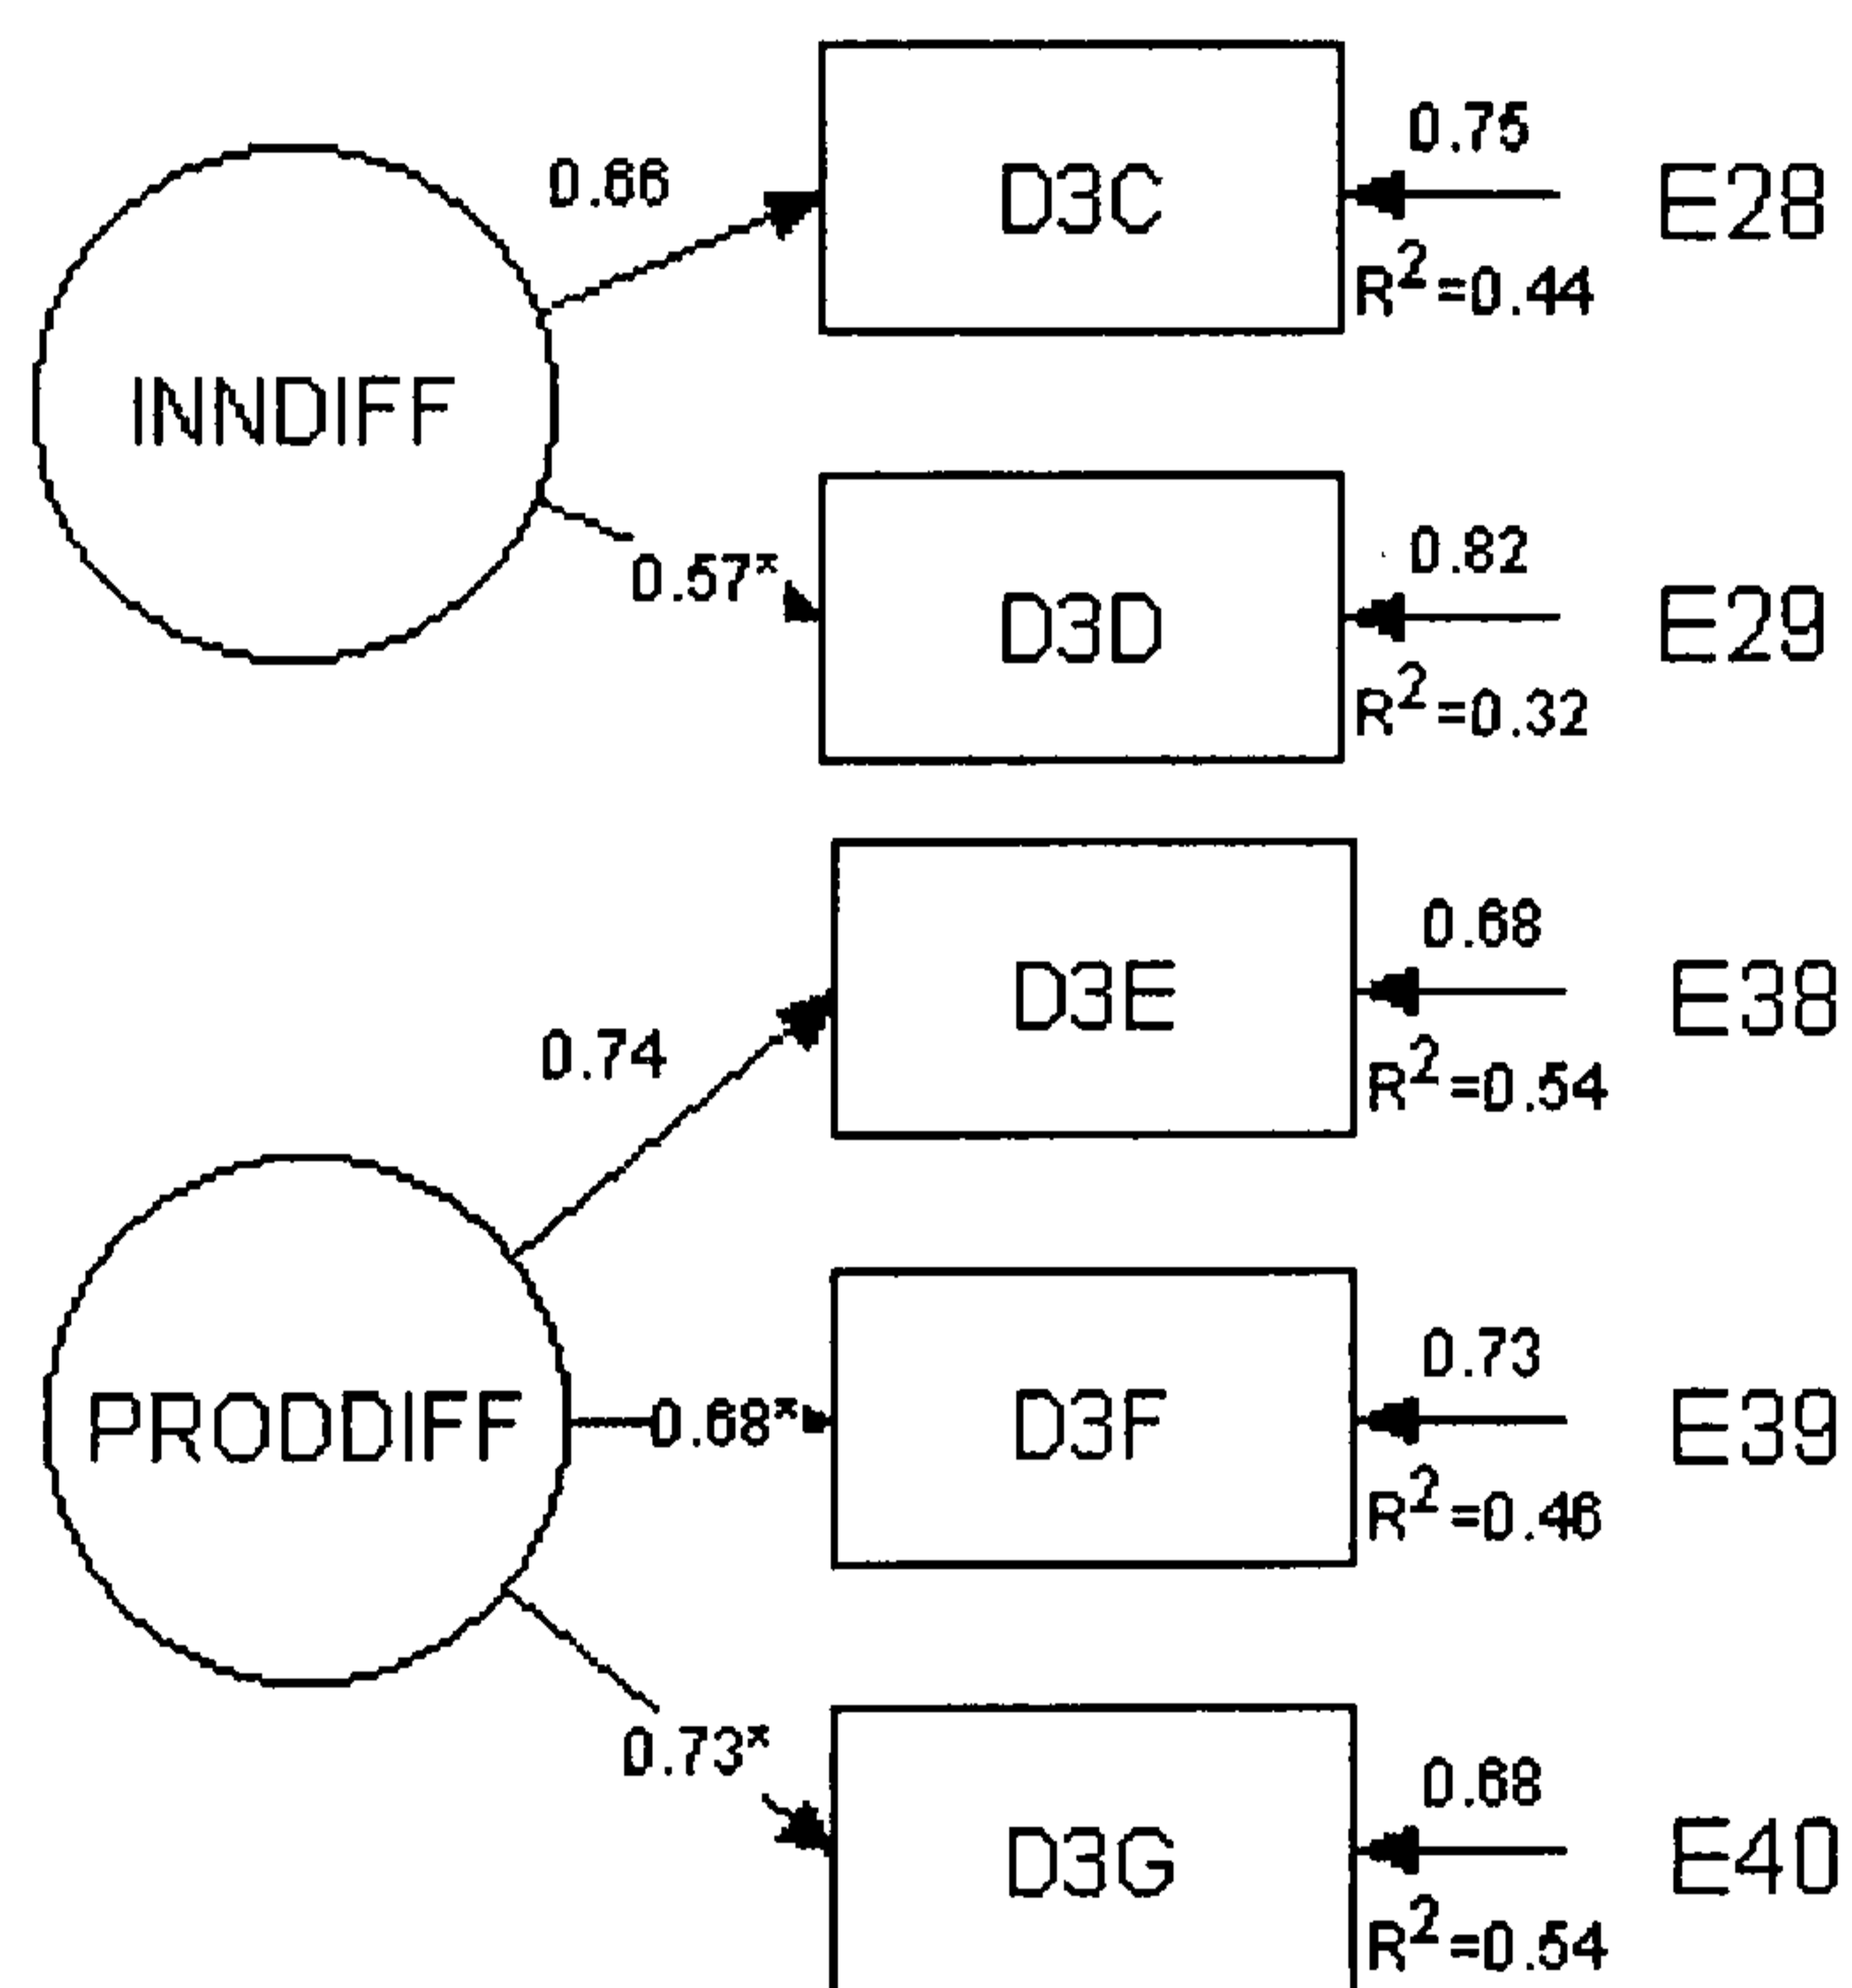 0.75
0.66
D3C
E28
R²=0.44
INNDIFF
0.82
0.57*
D3D
E29
R²=0.32
0.68
D3E
E38
0.74
R²=0.54
0.73
PRODDIFF
0.68*
D3F
E39
R²=0.46
0.73*
0.68
D3G
E40
R²=0.54